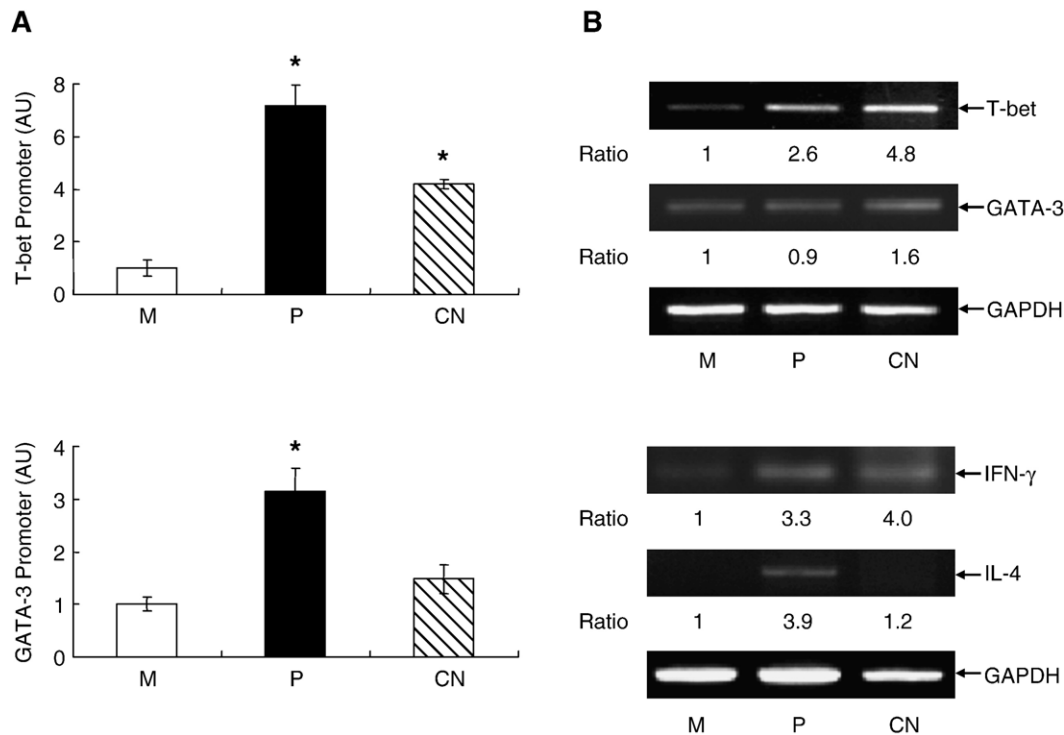 A
T-bet Promoter (AU)
8
6
4
2
0
*
*
M P CN
GATA-3 Promoter (AU)
4
3
2
1
0
*
M P CN
B
T-bet
Ratio 1 2.6 4.8
GATA-3
Ratio 1 0.9 1.6
GAPDH
M P CN
IFN-γ
Ratio 1 3.3 4.0
IL-4
Ratio 1 3.9 1.2
GAPDH
M P CN